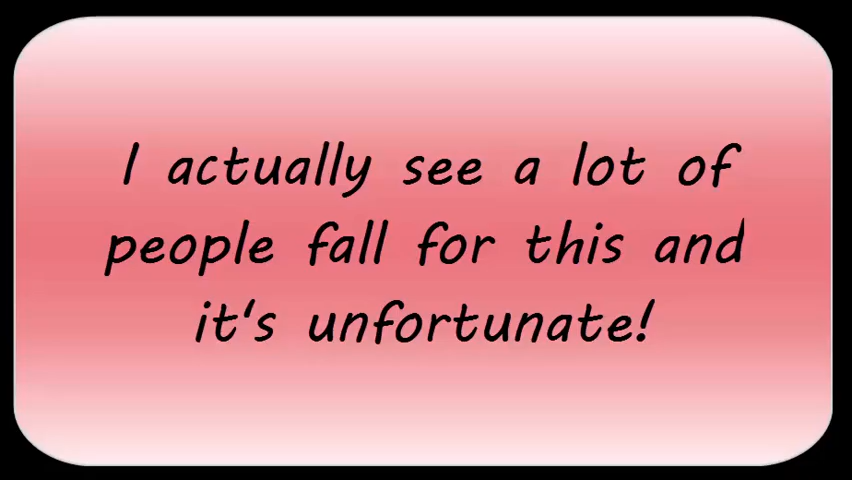 I actually see a lot of
people fall for this and
it's unfortunate!